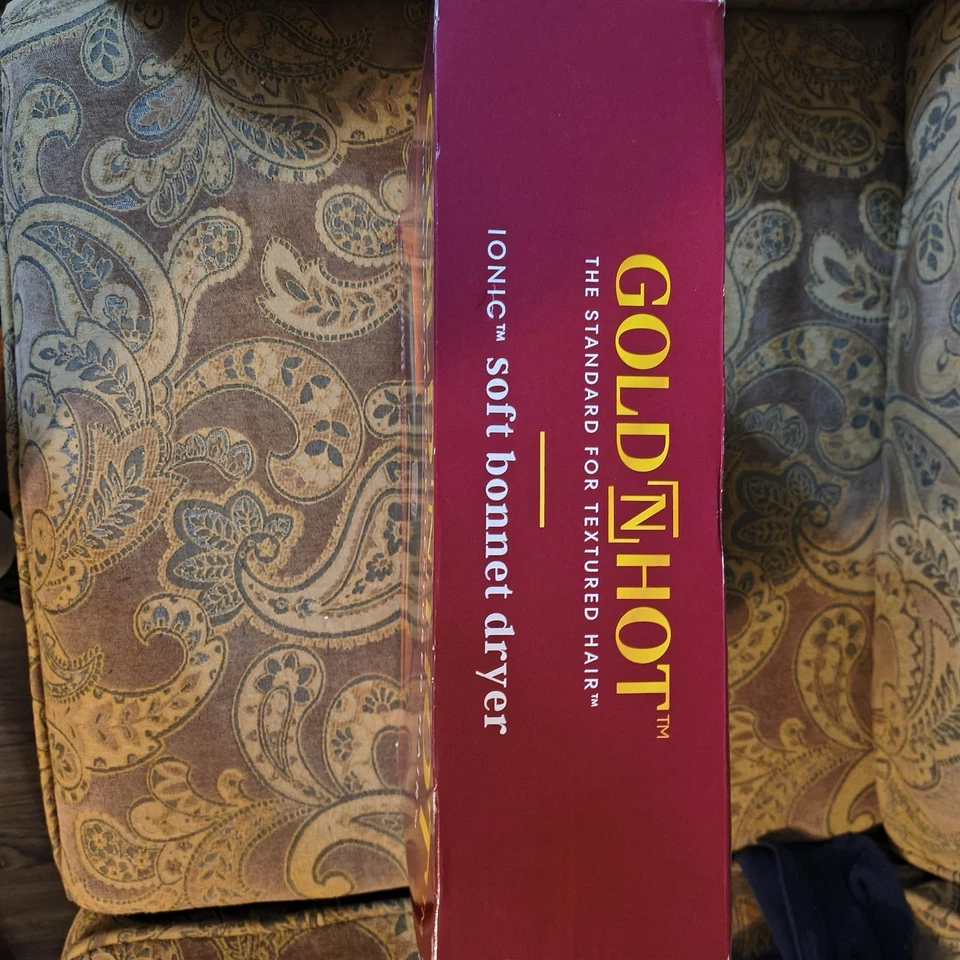 GOLD N HOT™
THE STANDARD FOR TEXTURED HAIR™
IONIC™ soft bonnet dryer